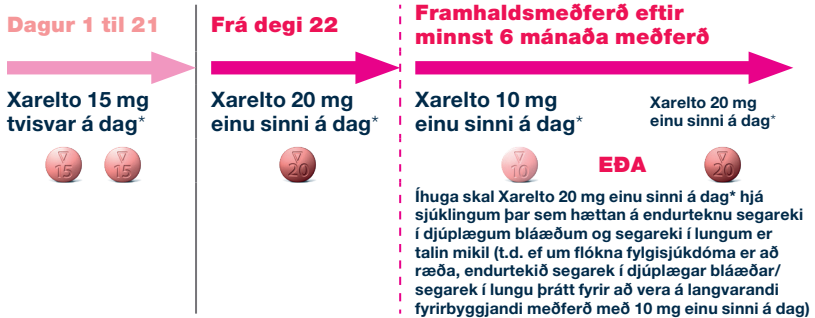 Dagur 1 til 21
Xarelto 15 mg
tvisvar á dag*
15
15
Frá degi 22
Xarelto 20 mg
einu sinni á dag*
20
Framhaldsmeðferð eftir
minnst 6 mánaða meðferð
Xarelto 10 mg
einu sinni á dag*
10
EÐA
Xarelto 20 mg
einu sinni á dag*
20
Íhuga skal Xarelto 20 mg einu sinni á dag* hjá
sjúklingum þar sem hættan á endurteknu segareki
í djúplægum bláæðum og segareki í lungum er
talin mikil (t.d. ef um flókna fylgisjúkdóma er að
ræða, endurtekið segarek í djúplægar bláæðar/
segarek í lungu þrátt fyrir að vera á langvarandi
fyrirbyggjandi meðferð með 10 mg einu sinni á dag)